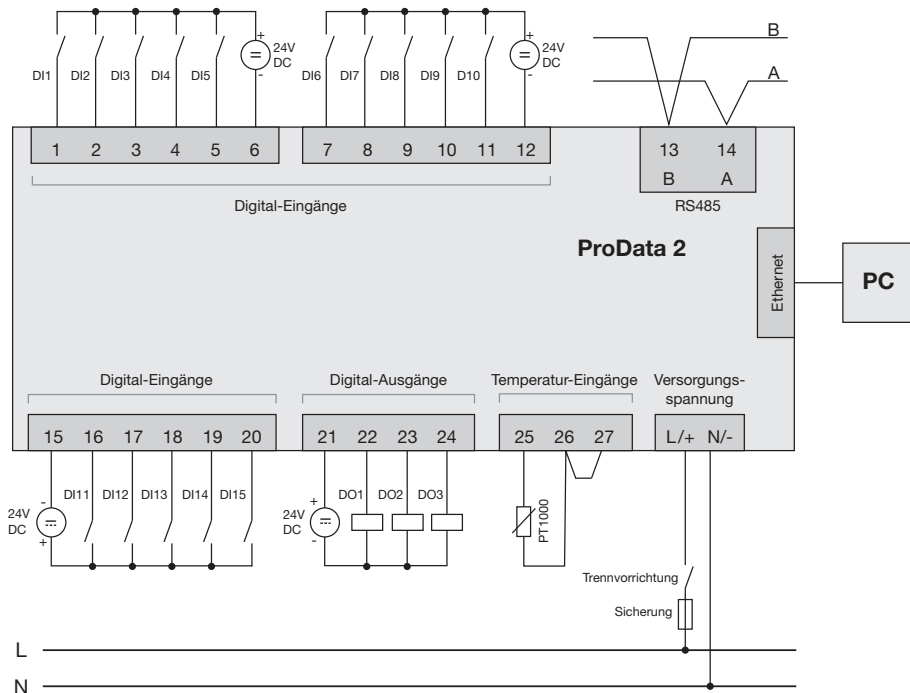 + 24V DC -
DI1 DI2 DI3 DI4 DI5
+ 24V DC -
DI6 DI7 DI8 DI9 D10
B
A
1 2 3 4 5 6
7 8 9 10 11 12
13 14
B A
Digital-Eingänge
RS485
ProData 2
Ethernet
PC
Digital-Eingänge
Digital-Ausgänge
Temperatur-Eingänge
Versorgungs-
spannung
15 16 17 18 19 20
21 22 23 24
25 26 27
L/+ N/-
- 24V DC +
DI11 DI12 DI13 DI14 DI15
+ 24V DC -
DO1 DO2 DO3
PT1000
Trennvorrichtung
Sicherung
L
N